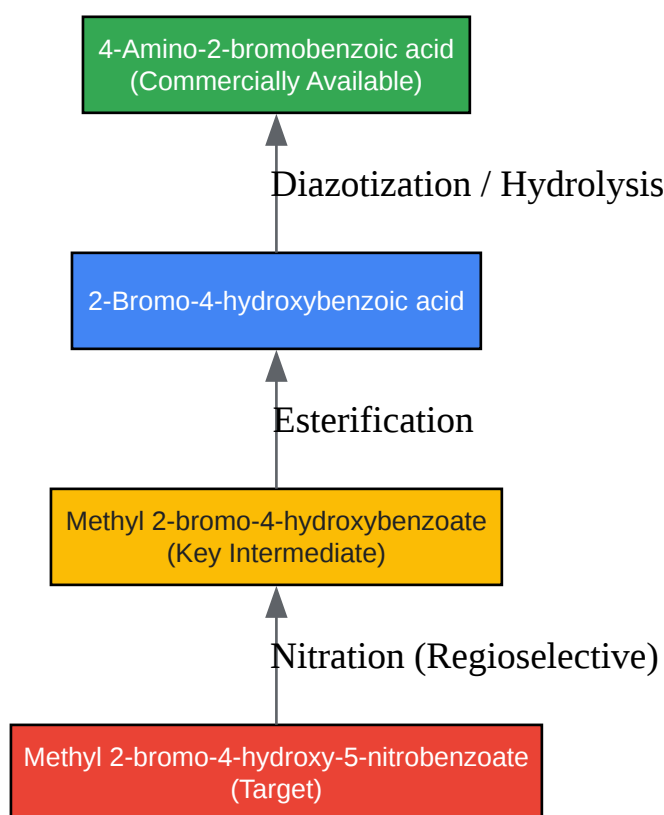 4-Amino-2-bromobenzoic acid
(Commercially Available)
Diazotization / Hydrolysis
2-Bromo-4-hydroxybenzoic acid
Esterification
Methyl 2-bromo-4-hydroxybenzoate
(Key Intermediate)
Nitration (Regioselective)
Methyl 2-bromo-4-hydroxy-5-nitrobenzoate
(Target)